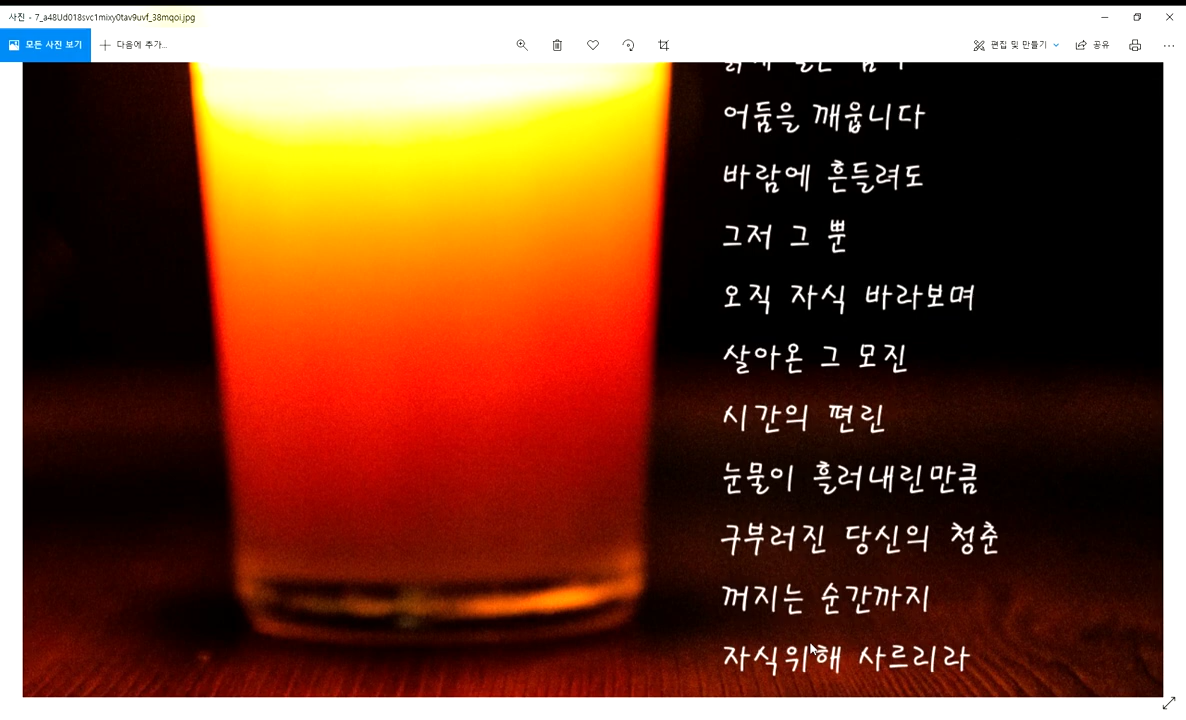 사진 - 7_a48Ud018svc1mixy0tav9uvf_38mqoi.jpg
모든 사진 보기
다음에 추가...
편집 및 만들기
공유
어둠을 깨웁니다
바람에 흔들려도
그저 그 뿐
오직 자식 바라보며
살아온 그 모진
시간의 편린
눈물이 흘러내린만큼
구부러진 당신의 청춘
꺼지는 순간까지
자식위해 사르리라